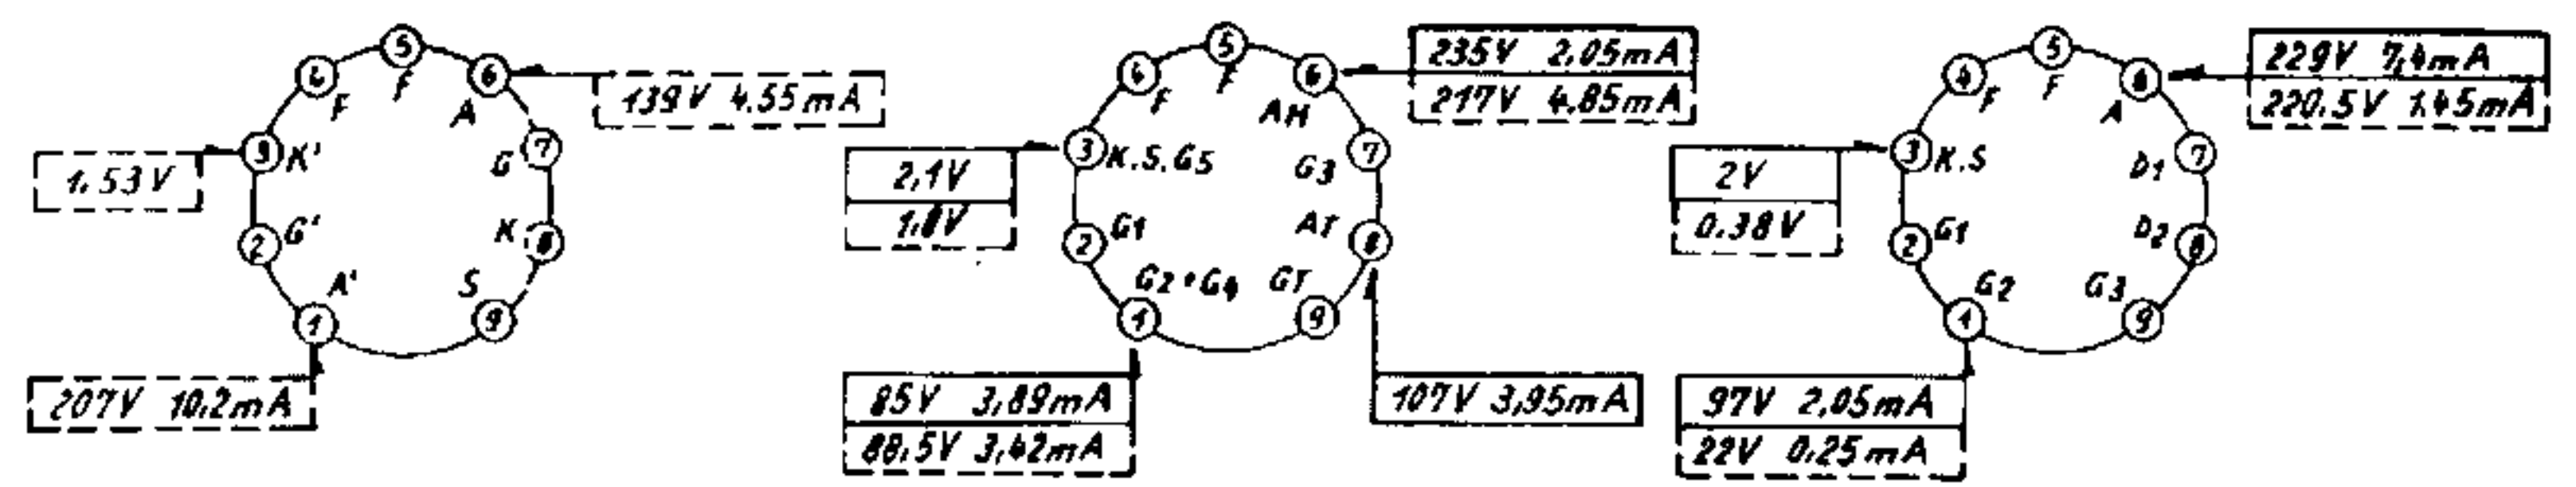 5
4 F F 6 A
139V 4.55mA
3 K' G 7
1.53V
2 G' K 8
A' S
1 9
207V 10,2mA
5
4 F F 6 AH
235V 2,05mA
217V 4.85mA
3 K.S.G5 G3 7
2,1V
1.8V
2 G1 AT 8
G2+G4 GT
1 9
85V 3,89mA
88,5V 3,42mA
107V 3,95mA
5
4 F F 6 A
229V 7,4mA
220.5V 1.45mA
3 K.S D1 7
2V
0.38V
2 G1 D2 8
G2 G3
1 9
97V 2,05mA
22V 0.25mA